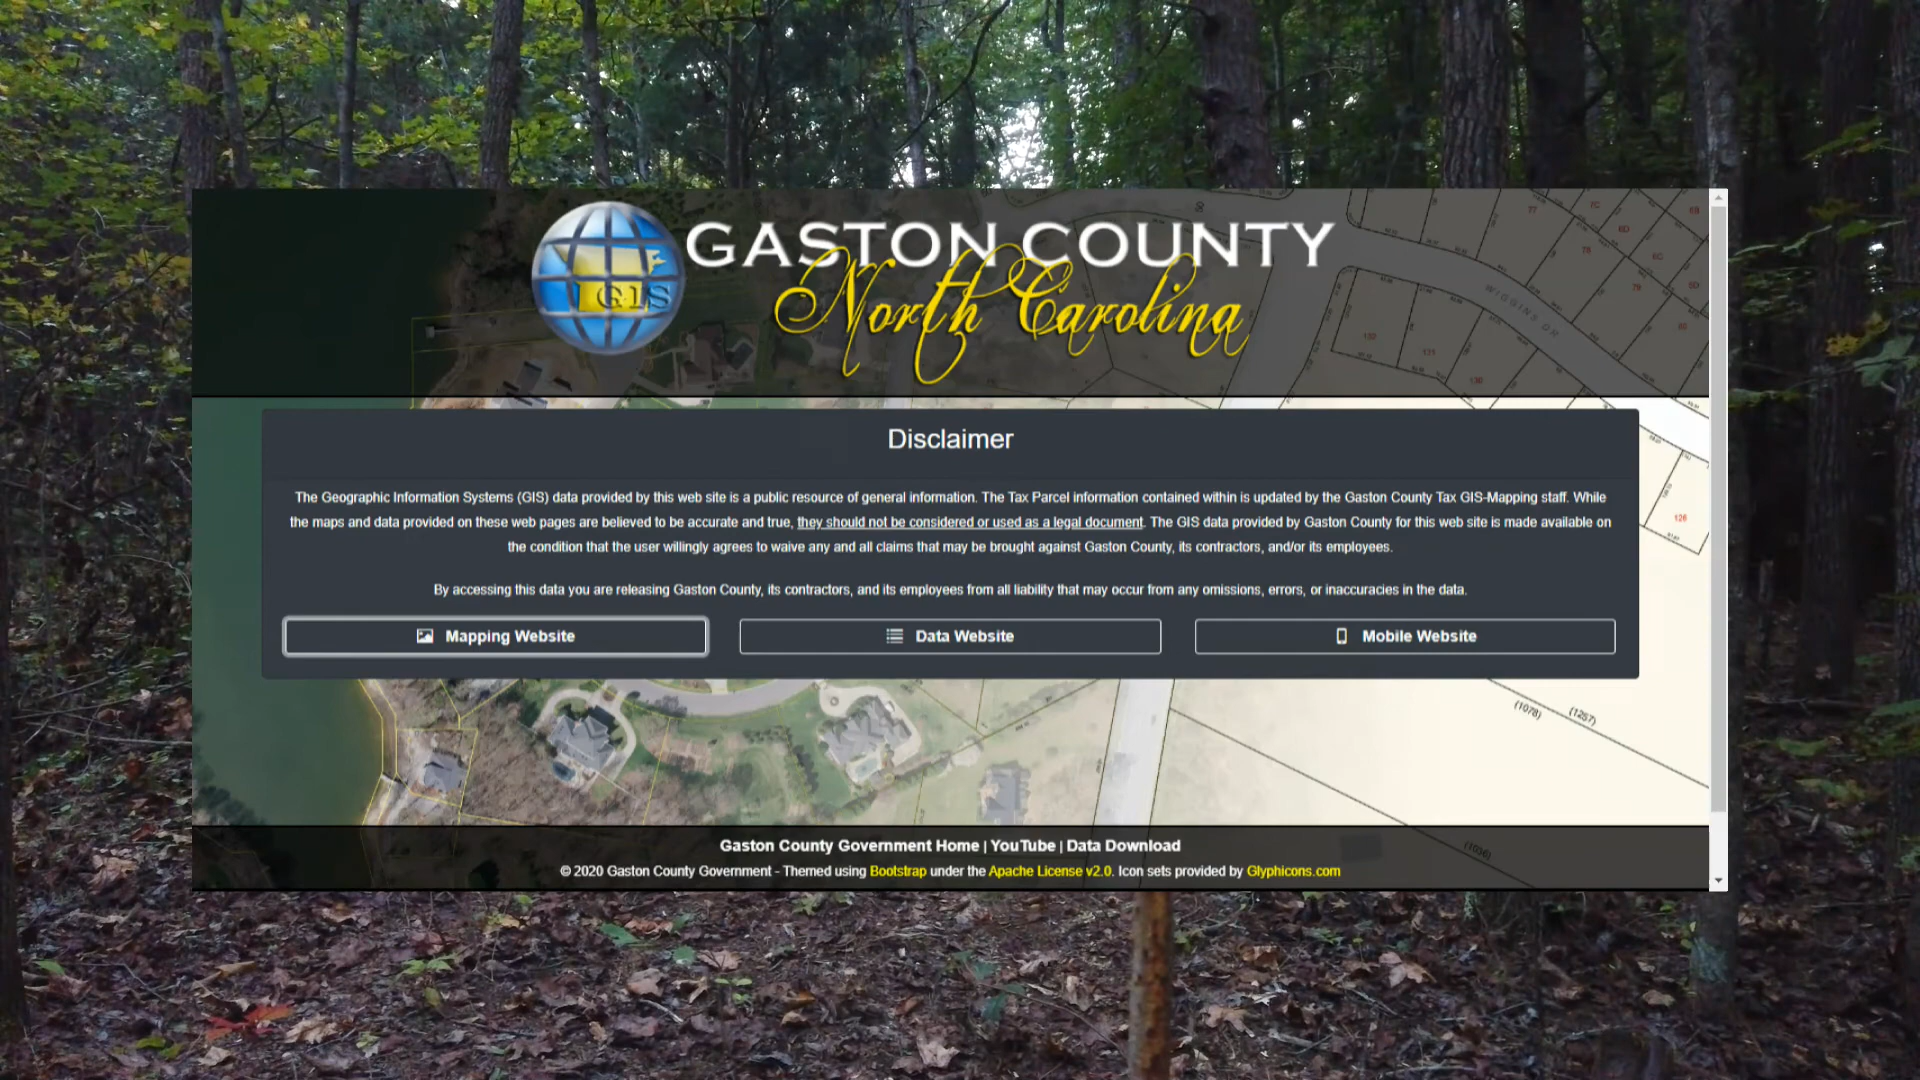 GASTON COUNTY
North Carolina
GIS
WIGGINS DR
Disclaimer
The Geographic Information Systems (GIS) data provided by this web site is a public resource of general information. The Tax Parcel information contained within is updated by the Gaston County Tax GIS-Mapping staff. While
the maps and data provided on these web pages are believed to be accurate and true, they should not be considered or used as a legal document. The GIS data provided by Gaston County for this web site is made available on
the condition that the user willingly agrees to waive any and all claims that may be brought against Gaston County, its contractors, and/or its employees.
By accessing this data you are releasing Gaston County, its contractors, and its employees from all liability that may occur from any omissions, errors, or inaccuracies in the data.
Mapping Website
Data Website
Mobile Website
126
(1078)
(1257)
(1036)
Gaston County Government Home | YouTube | Data Download
© 2020 Gaston County Government - Themed using Bootstrap under the Apache License v2.0. Icon sets provided by Glyphicons.com